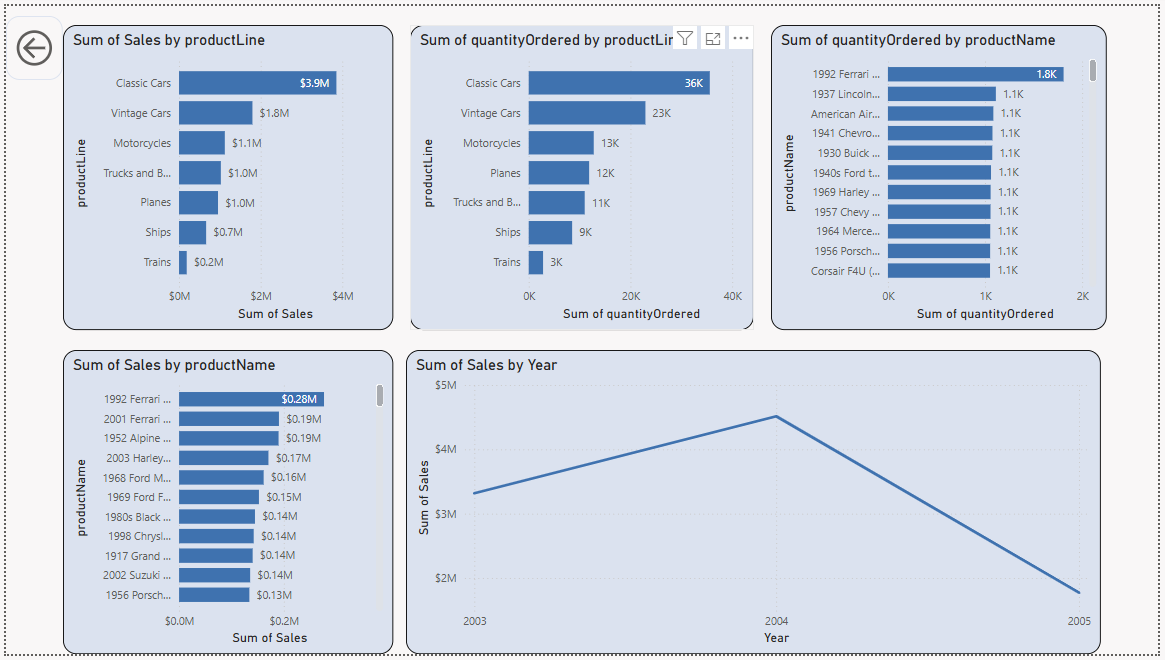 Sum of Sales by productLine
productLine
Classic Cars $3.9M
Vintage Cars $1.8M
Motorcycles $1.1M
Trucks and B... $1.0M
Planes $1.0M
Ships $0.7M
Trains $0.2M
$0M $2M $4M
Sum of Sales
Sum of quantityOrdered by productLin
productLine
Classic Cars 36K
Vintage Cars 23K
Motorcycles 13K
Planes 12K
Trucks and B... 11K
Ships 9K
Trains 3K
0K 20K 40K
Sum of quantityOrdered
Sum of quantityOrdered by productName
productName
1992 Ferrari ... 1.8K
1937 Lincoln... 1.1K
American Air... 1.1K
1941 Chevro... 1.1K
1930 Buick ... 1.1K
1940s Ford t... 1.1K
1969 Harley ... 1.1K
1957 Chevy ... 1.1K
1964 Merce... 1.1K
1956 Porsch... 1.1K
Corsair F4U (... 1.1K
0K 1K 2K
Sum of quantityOrdered
Sum of Sales by productName
productName
1992 Ferrari ... $0.28M
2001 Ferrari ... $0.19M
1952 Alpine ... $0.19M
2003 Harley... $0.17M
1968 Ford M... $0.16M
1969 Ford F... $0.15M
1980s Black ... $0.14M
1998 Chrysl... $0.14M
1917 Grand ... $0.14M
2002 Suzuki ... $0.14M
1956 Porsch... $0.13M
$0.0M $0.2M
Sum of Sales
Sum of Sales by Year
Sum of Sales
$5M
$4M
$3M
$2M
2003 2004 2005
Year